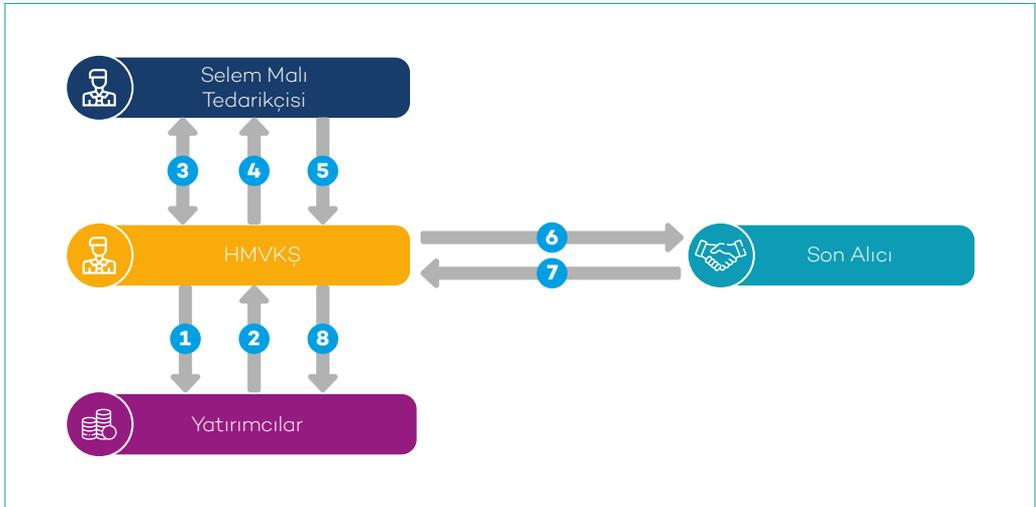 Selem Malı
Tedarikçisi
3
4
5
HMVKŞ
6
7
Son Alıcı
1
2
8
Yatırımcılar